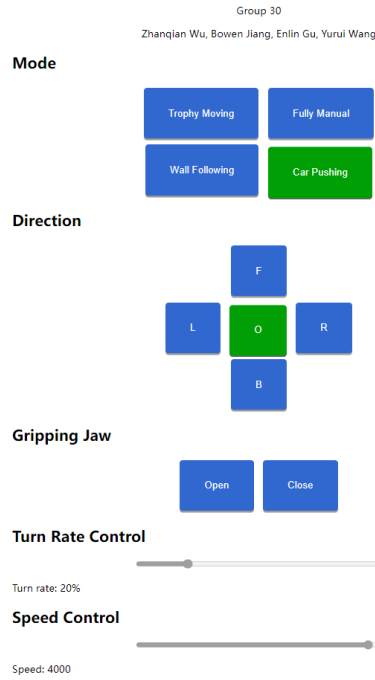 Group 30
Zhanqian Wu, Bowen Jiang, Enlin Gu, Yurui Wang
Mode
Trophy Moving Fully Manual
Wall Following Car Pushing
Direction
F
L O R
B
Gripping Jaw
Open Close
Turn Rate Control
Turn rate: 20%
Speed Control
Speed: 4000